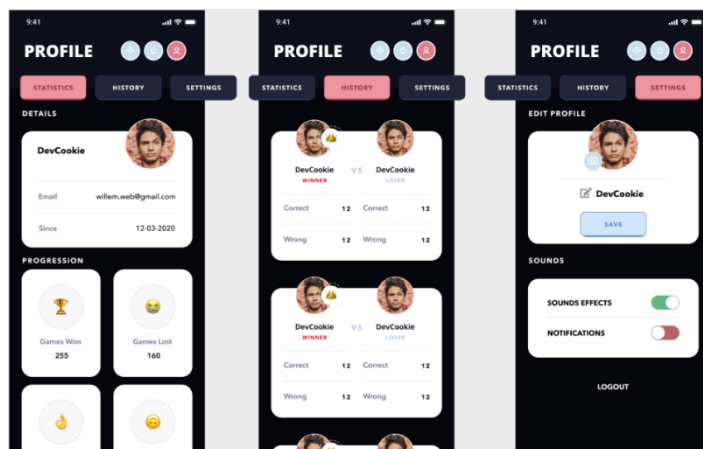 9:41
PROFILE
STATISTICS HISTORY SETTINGS
DETAILS
DevCookie
Email willem.web@gmail.com
Since 12-03-2020
PROGRESSION
Games Won
255
Games Lost
160
9:41
PROFILE
STATISTICS HISTORY SETTINGS
DevCookie VS DevCookie
WINNER LOSER
Correct 12 Correct 12
Wrong 12 Wrong 12
DevCookie VS DevCookie
WINNER LOSER
Correct 12 Correct 12
Wrong 12 Wrong 12
9:41
PROFILE
STATISTICS HISTORY SETTINGS
EDIT PROFILE
DevCookie
SAVE
SOUNDS
SOUNDS EFFECTS
NOTIFICATIONS
LOGOUT